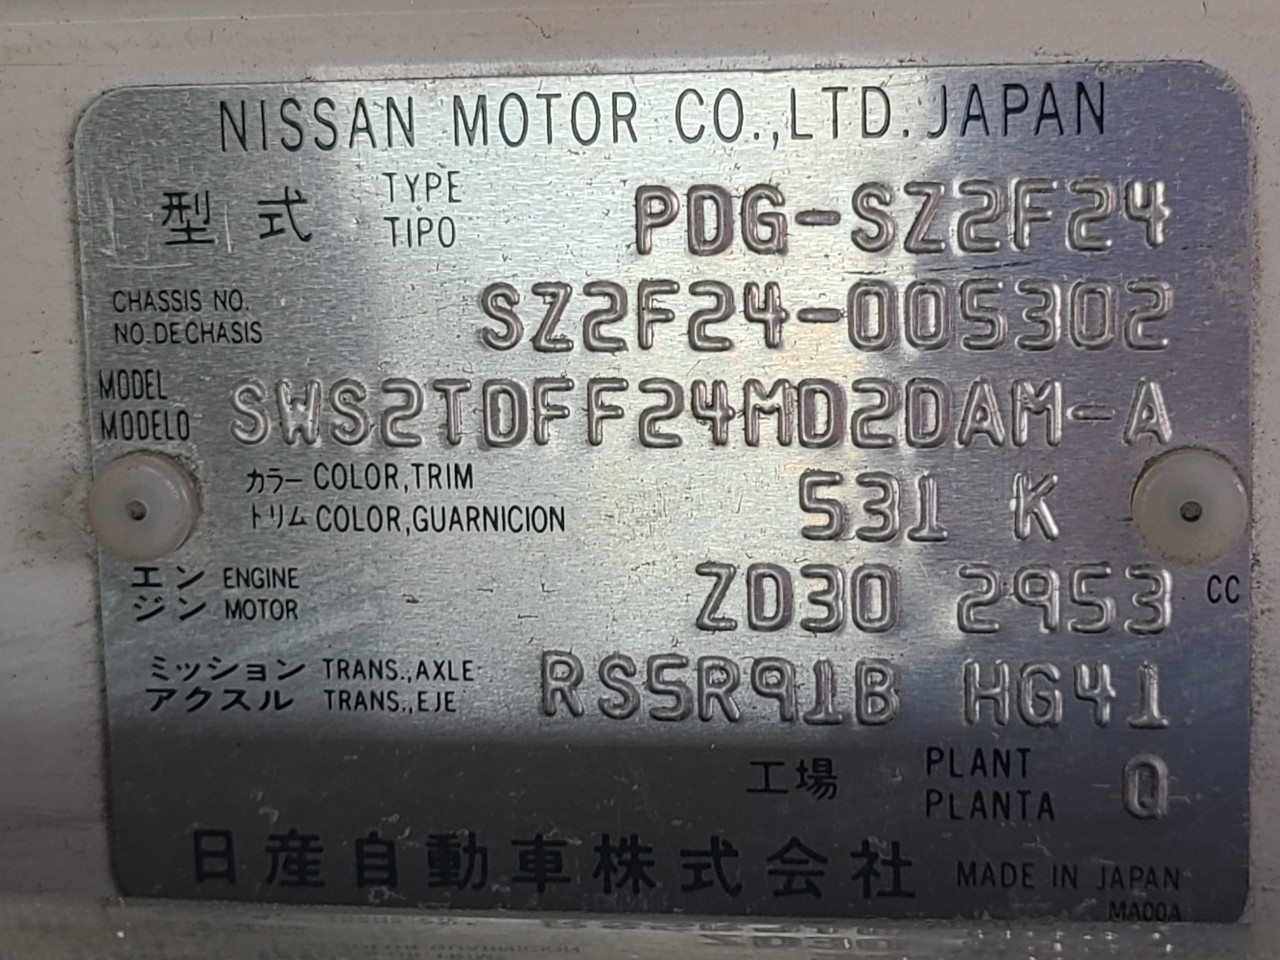 NISSAN MOTOR CO.,LTD. JAPAN
型式 TYPE TIPO PDG-SZ2F24
CHASSIS NO. NO.DECHASIS SZ2F24-005302
MODEL MODELO SWS2TDFF24MD2DAM-A
カラー COLOR,TRIM
トリム COLOR,GUARNICION 531 K
エンジン ENGINE MOTOR ZD30 2953 CC
ミッション TRANS.,AXLE
アクスル TRANS.,EJE RS5R91B HG41
工場 PLANT PLANTA Q
日産自動車株式会社 MADE IN JAPAN
MA00A